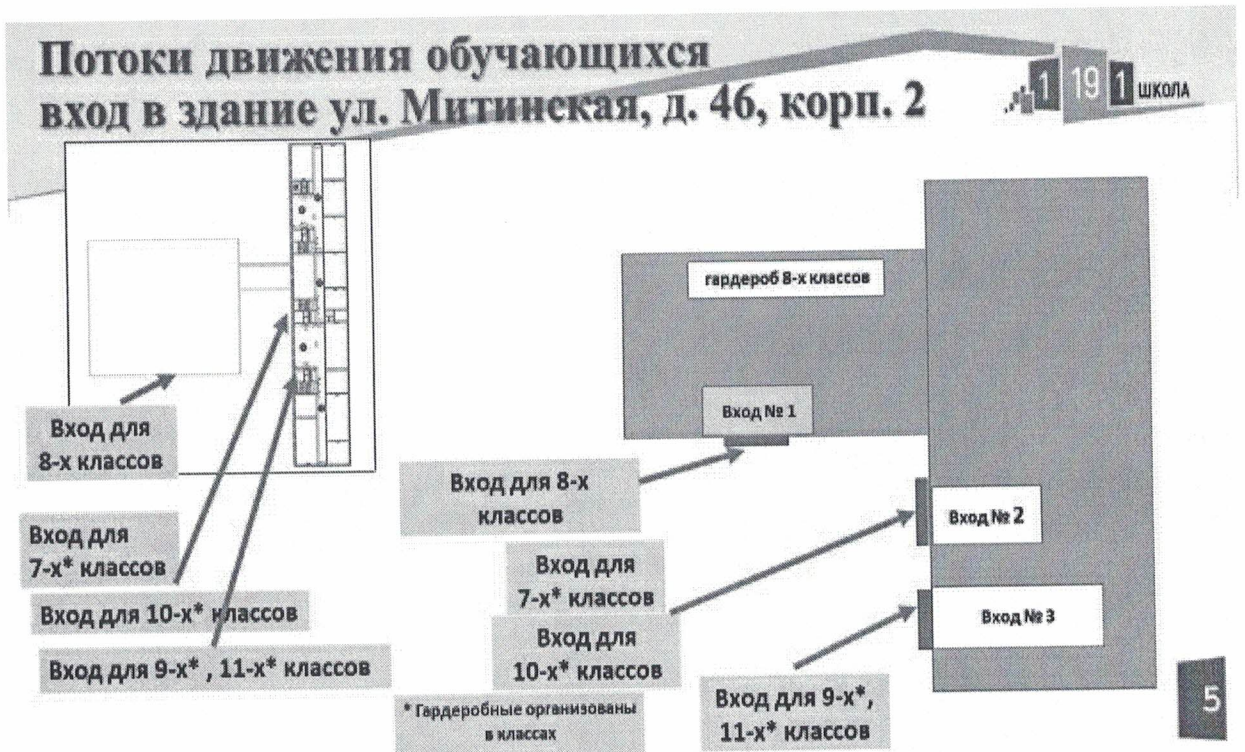 Потоки движения обучающихся
вход в здание ул. Митинская, д. 46, корп. 2
1 19 1 ШКОЛА
Вход для
8-х классов
Вход для
7-х* классов
Вход для 10-х* классов
Вход для 9-х* , 11-х* классов
гардероб 8-х классов
Вход № 1
Вход для 8-х
классов
Вход № 2
Вход для
7-х* классов
Вход № 3
Вход для
10-х* классов
Вход для 9-х*,
11-х* классов
* Гардеробные организованы
в классах
5